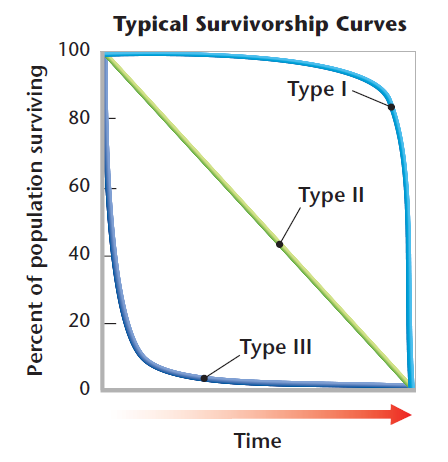 Typical Survivorship Curves
Percent of population surviving
100
80
60
40
20
0
Type I
Type II
Type III
Time